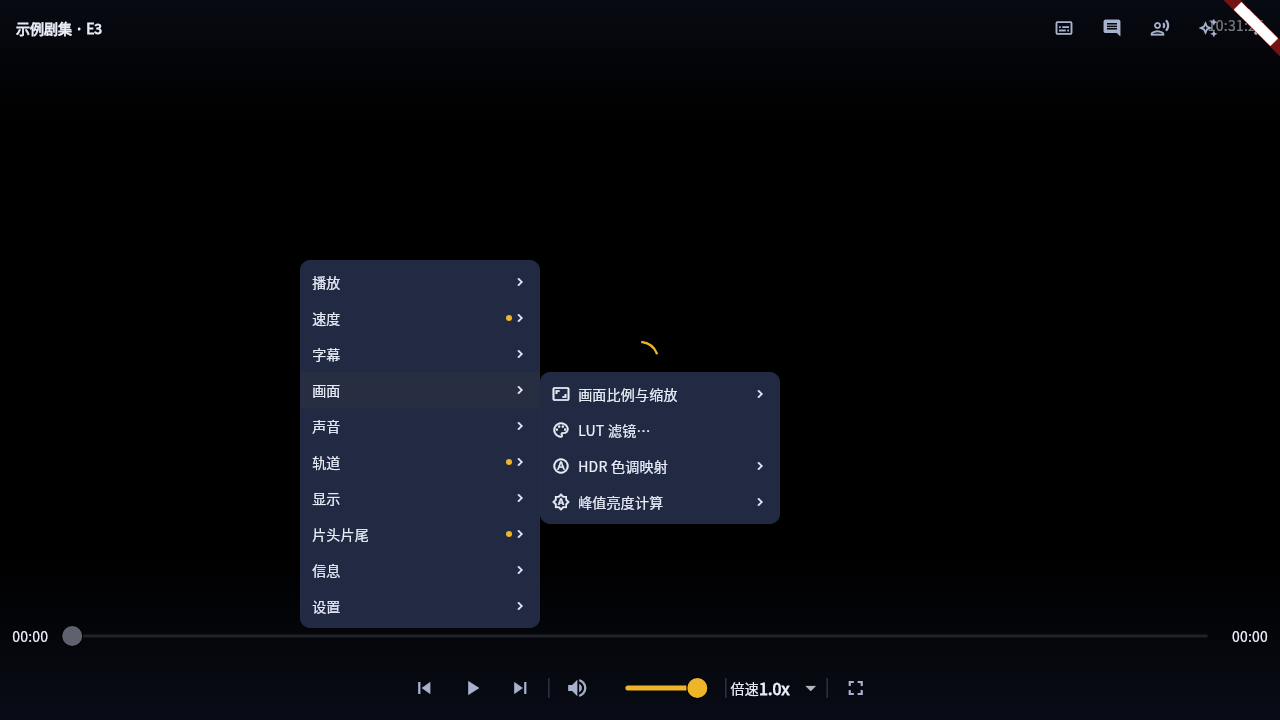 示例剧集 · E3
播放
速度
字幕
画面
声音
轨道
显示
片头片尾
信息
设置
画面比例与缩放
LUT 滤镜…
HDR 色调映射
峰值亮度计算
00:00
00:00
倍速1.0x